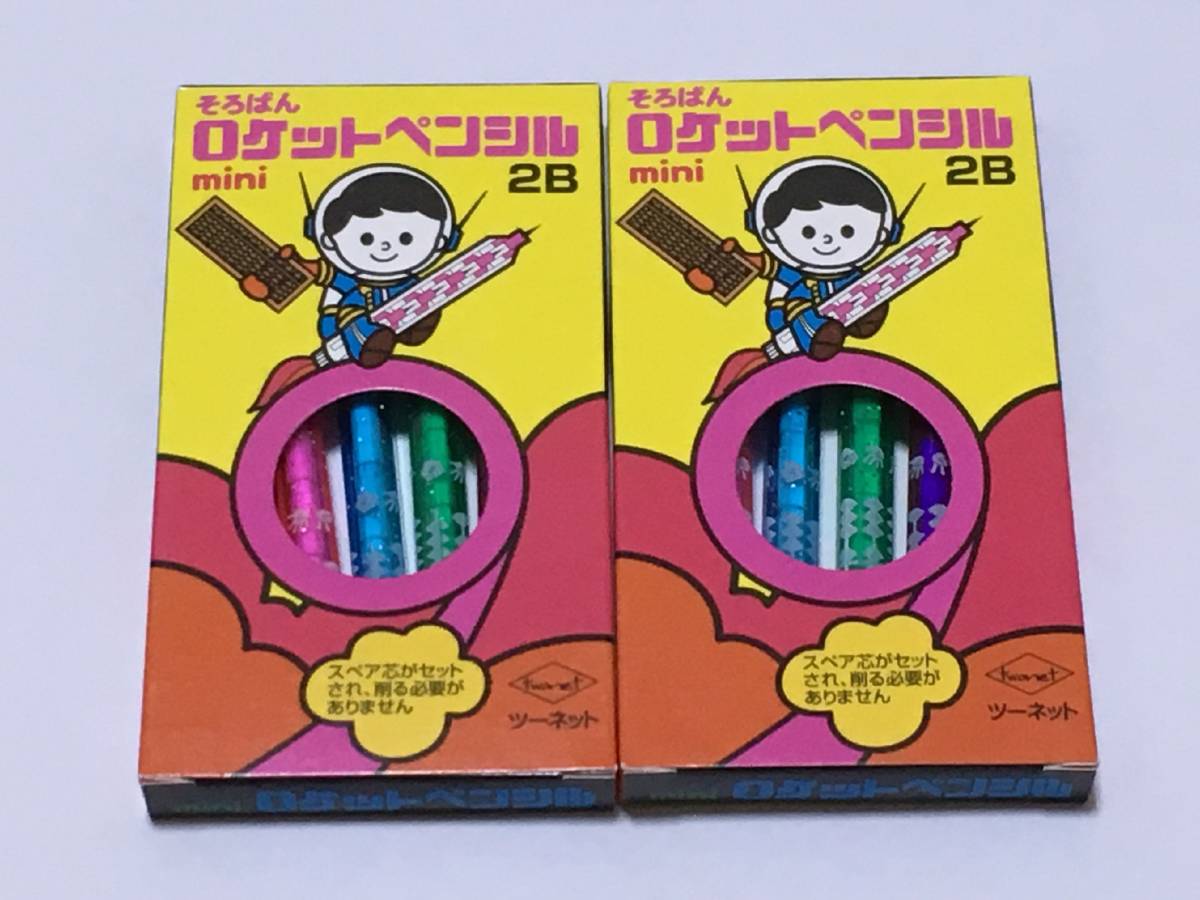 そろばん
ロケットペンシル
mini 2B
スペア芯がセット
され、削る必要が
ありません
twonet
ツーネット
mini ロケットペンシル
そろばん
ロケットペンシル
mini 2B
スペア芯がセット
され、削る必要が
ありません
twonet
ツーネット
mini ロケットペンシル